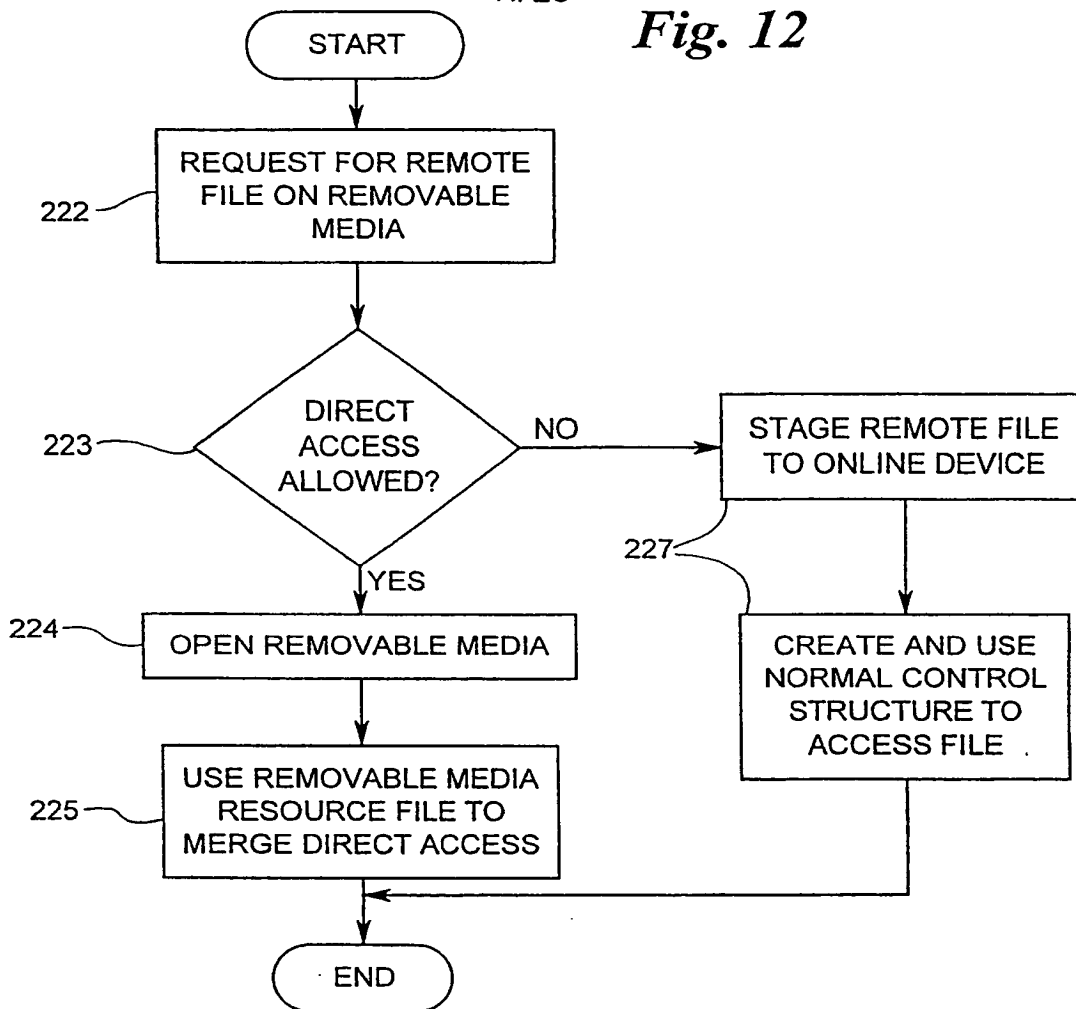 Fig. 12
START
REQUEST FOR REMOTE
FILE ON REMOVABLE
MEDIA
222
DIRECT
ACCESS
ALLOWED?
223
NO
STAGE REMOTE FILE
TO ONLINE DEVICE
227
YES
224
OPEN REMOVABLE MEDIA
CREATE AND USE
NORMAL CONTROL
STRUCTURE TO
ACCESS FILE
225
USE REMOVABLE MEDIA
RESOURCE FILE TO
MERGE DIRECT ACCESS
END